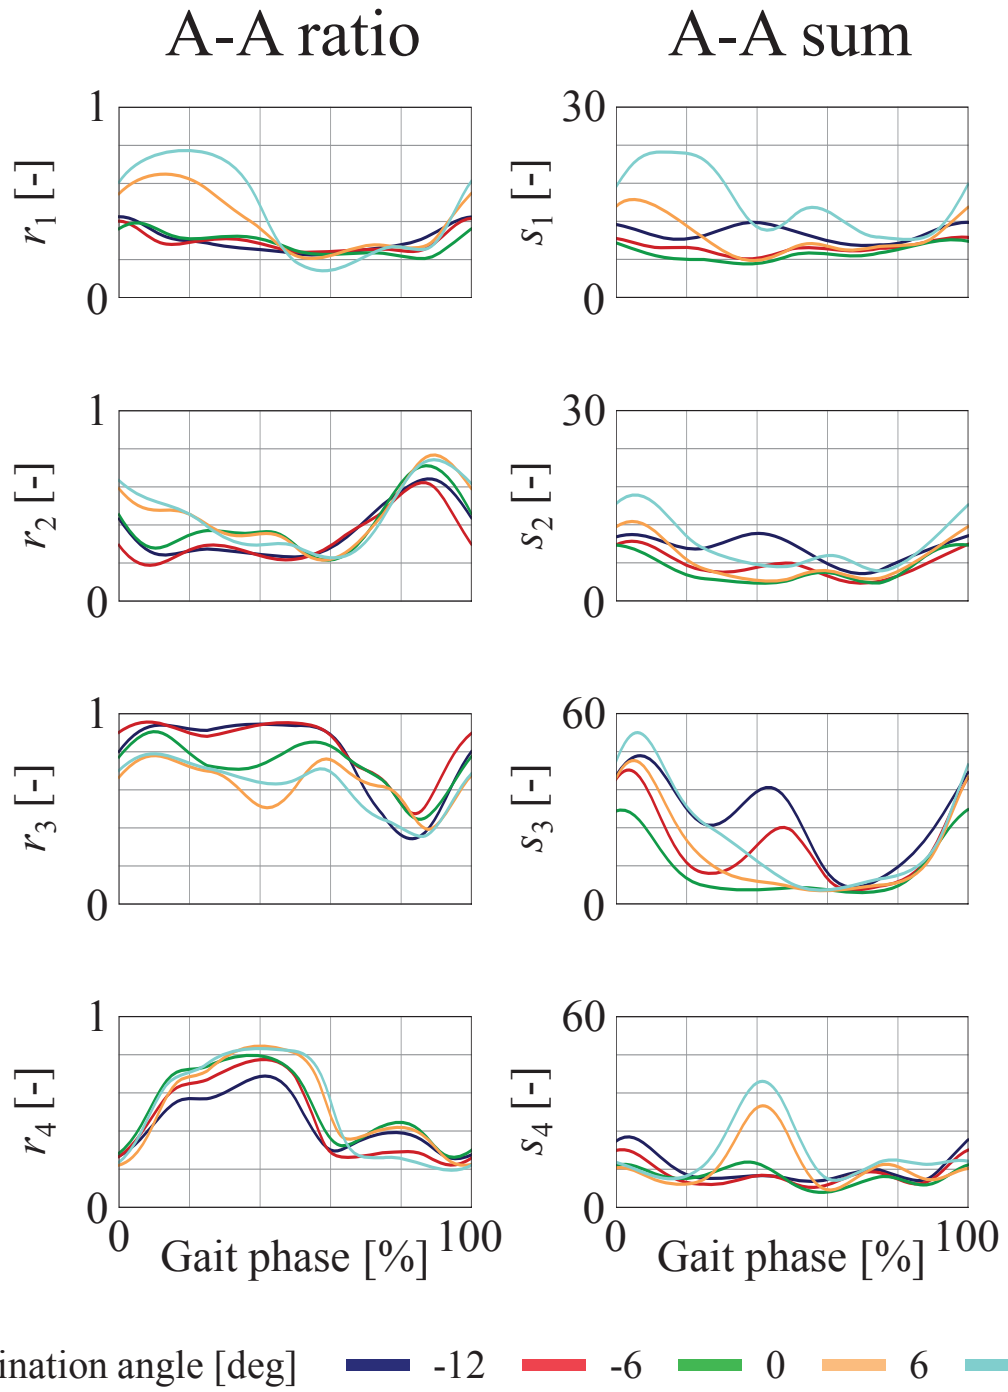 A-A ratio A-A sum
1 30
r1 [-] s1 [-]
0 0
1 30
r2 [-] s2 [-]
0 0
1 60
r3 [-] s3 [-]
0 0
1 60
r4 [-] s4 [-]
0 0
0 100 0 100
Gait phase [%] Gait phase [%]
ination angle [deg] -12 -6 0 6